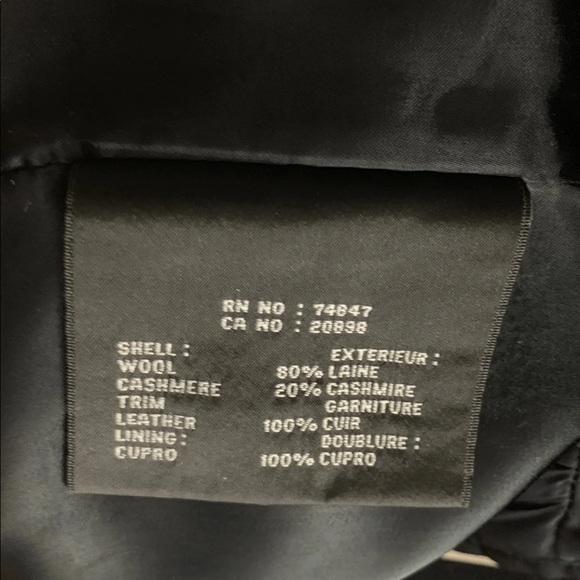 RN NO : 74847
CA NO : 20898
SHELL : EXTERIEUR :
WOOL 80% LAINE
CASHMERE 20% CASHMIRE
TRIM GARNITURE
LEATHER 100% CUIR
LINING : DOUBLURE :
CUPRO 100% CUPRO